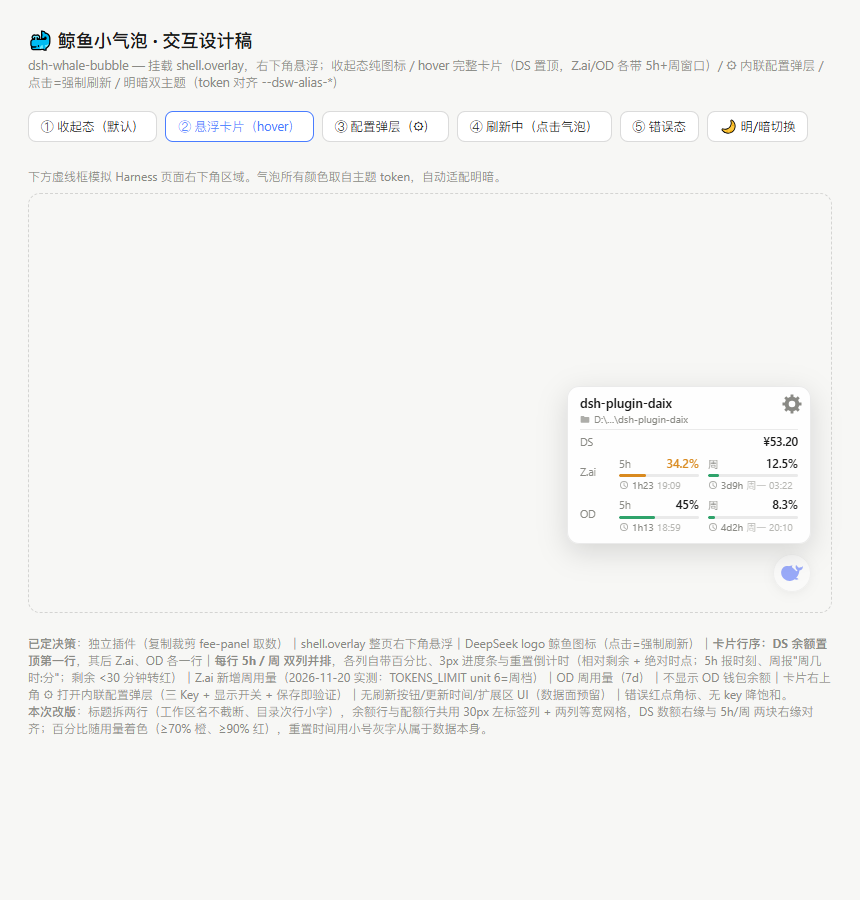 鲸鱼小气泡 · 交互设计稿
dsh-whale-bubble — 挂载 shell.overlay，右下角悬浮；收起态纯图标 / hover 完整卡片（DS 置顶，Z.ai/OD 各带 5h+周窗口）/ ⚙ 内联配置弹层 /
点击=强制刷新 / 明暗双主题（token 对齐 --dsw-alias-*）
① 收起态（默认） ② 悬浮卡片（hover） ③ 配置弹层（⚙） ④ 刷新中（点击气泡） ⑤ 错误态 🌙 明/暗切换
下方虚线框模拟 Harness 页面右下角区域。气泡所有颜色取自主题 token，自动适配明暗。
dsh-plugin-daix
D:\...\dsh-plugin-daix
DS ¥53.20
Z.ai 5h 34.2% 周 12.5%
1h23 19:09 3d9h 周一 03:22
OD 5h 45% 周 8.3%
1h13 18:59 4d2h 周一 20:10
已定决策：独立插件（复制裁剪 fee-panel 取数）｜shell.overlay 整页右下角悬浮｜DeepSeek logo 鲸鱼图标（点击=强制刷新）｜卡片行序：DS 余额置
顶第一行，其后 Z.ai、OD 各一行｜每行 5h / 周 双列并排，各列自带百分比、3px 进度条与重置倒计时（相对剩余 + 绝对时点；5h 报时刻、周报"周几
时:分"；剩余 <30 分钟转红）｜Z.ai 新增周用量（2026-11-20 实测：TOKENS_LIMIT unit 6=周档）｜OD 周用量（7d）｜不显示 OD 钱包余额｜卡片右上
角 ⚙ 打开内联配置弹层（三 Key + 显示开关 + 保存即验证）｜无刷新按钮/更新时间/扩展区 UI（数据面预留）｜错误红点角标、无 key 降饱和。
本次改版：标题拆两行（工作区名不截断、目录次行小字），余额行与配额行共用 30px 左标签列 + 两列等宽网格，DS 数额右缘与 5h/周 两块右缘对
齐；百分比随用量着色（≥70% 橙、≥90% 红），重置时间用小号灰字从属于数据本身。